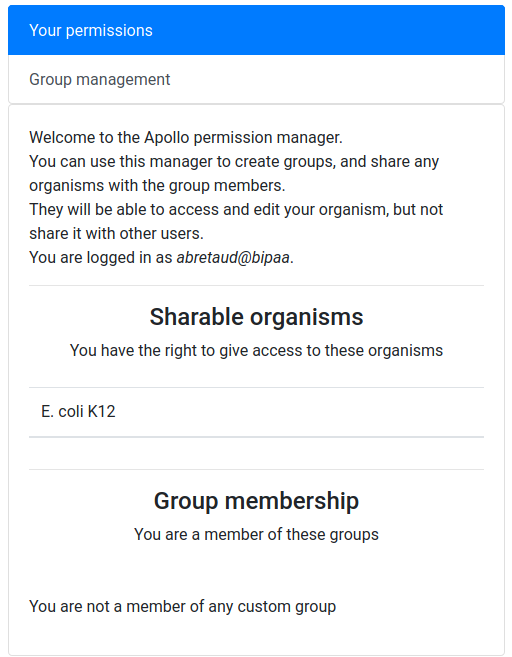 Your permissions
Group management
Welcome to the Apollo permission manager.
You can use this manager to create groups, and share any
organisms with the group members.
They will be able to access and edit your organism, but not
share it with other users.
You are logged in as abretaud@bipaa.
Sharable organisms
You have the right to give access to these organisms
E. coli K12
Group membership
You are a member of these groups
You are not a member of any custom group